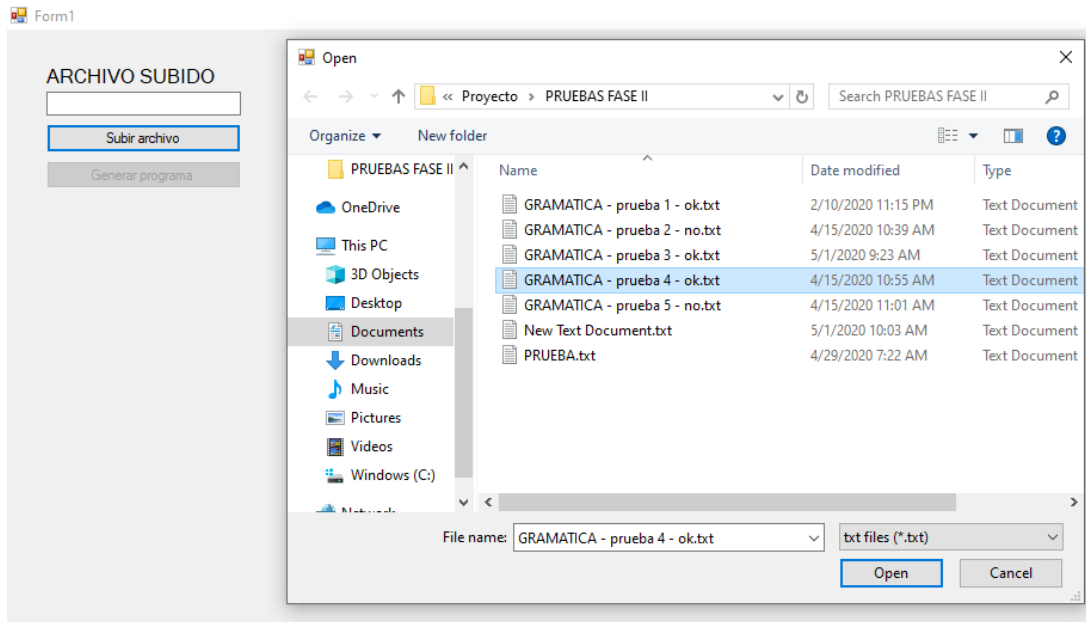 Form1
ARCHIVO SUBIDO
Subir archivo
Generar programa
Open
« Proyecto > PRUEBAS FASE II
Search PRUEBAS FASE II
Organize
New folder
PRUEBAS FASE II
OneDrive
This PC
3D Objects
Desktop
Documents
Downloads
Music
Pictures
Videos
Windows (C:)
Network
Name Date modified Type
GRAMATICA - prueba 1 - ok.txt 2/10/2020 11:15 PM Text Document
GRAMATICA - prueba 2 - no.txt 4/15/2020 10:39 AM Text Document
GRAMATICA - prueba 3 - ok.txt 5/1/2020 9:23 AM Text Document
GRAMATICA - prueba 4 - ok.txt 4/15/2020 10:55 AM Text Document
GRAMATICA - prueba 5 - no.txt 4/15/2020 11:01 AM Text Document
New Text Document.txt 5/1/2020 10:03 AM Text Document
PRUEBA.txt 4/29/2020 7:22 AM Text Document
File name: GRAMATICA - prueba 4 - ok.txt
txt files (*.txt)
Open
Cancel